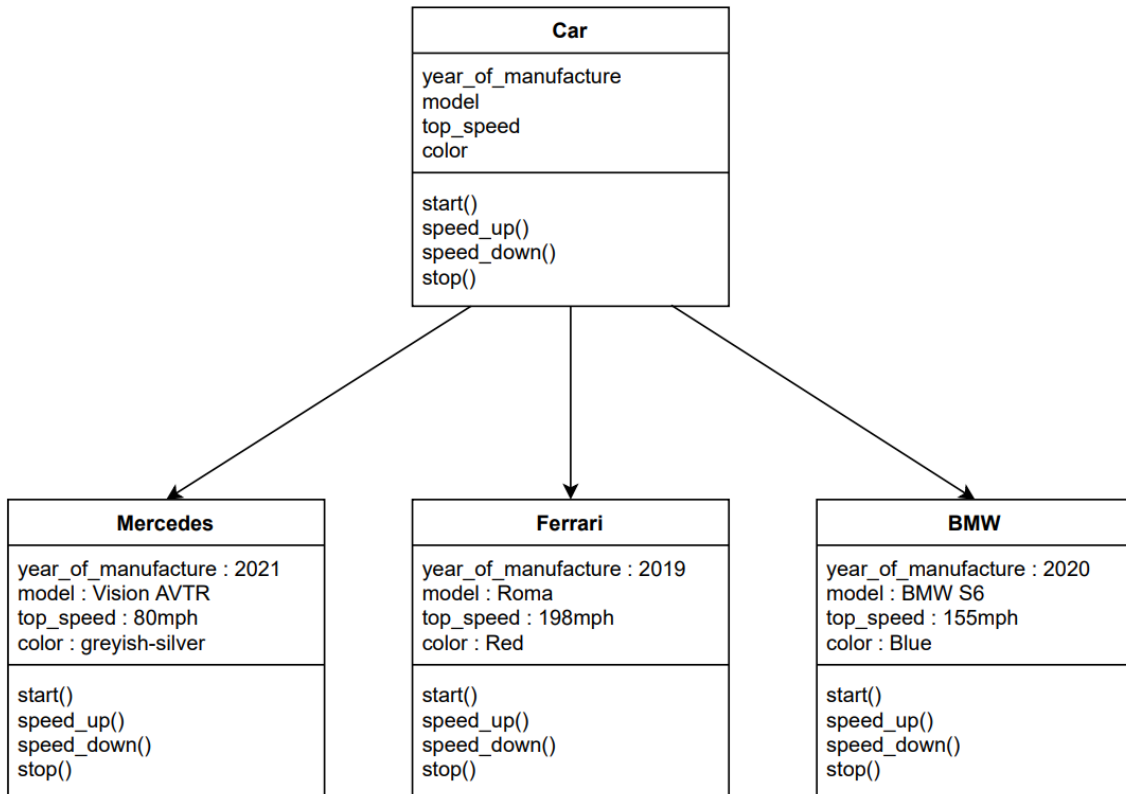 Car
year_of_manufacture
model
top_speed
color
start()
speed_up()
speed_down()
stop()
Mercedes
year_of_manufacture : 2021
model : Vision AVTR
top_speed : 80mph
color : greyish-silver
start()
speed_up()
speed_down()
stop()
Ferrari
year_of_manufacture : 2019
model : Roma
top_speed : 198mph
color : Red
start()
speed_up()
speed_down()
stop()
BMW
year_of_manufacture : 2020
model : BMW S6
top_speed : 155mph
color : Blue
start()
speed_up()
speed_down()
stop()